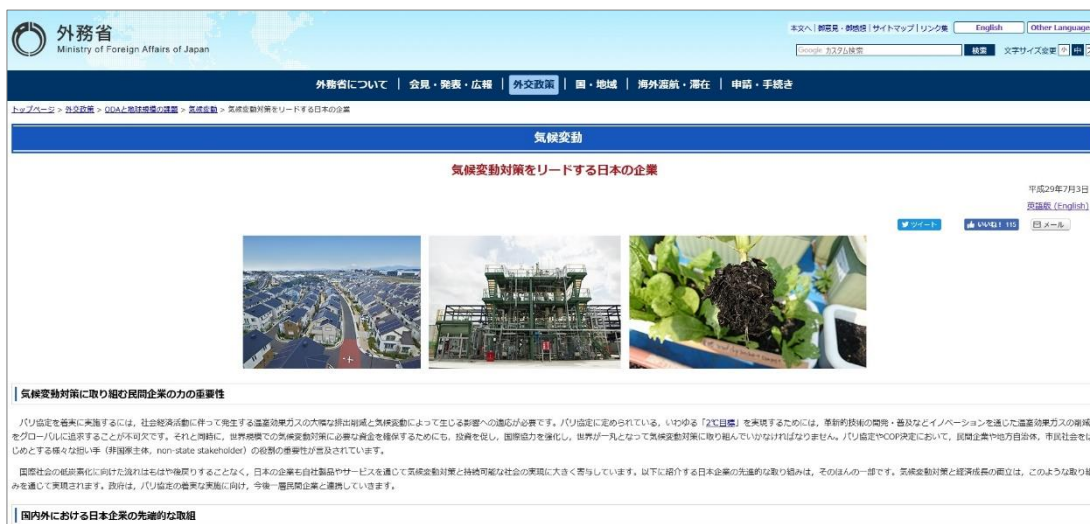 外務省
Ministry of Foreign Affairs of Japan
本文へ | 御意見・御感想 | サイトマップ | リンク集 English Other Language
Google カスタム検索 検索 文字サイズ変更 小 中
外務省について | 会見・発表・広報 | 外交政策 | 国・地域 | 海外渡航・滞在 | 申請・手続き
トップページ > 外交政策 > ODAと地球規模の課題 > 気候変動 > 気候変動対策をリードする日本の企業
気候変動
気候変動対策をリードする日本の企業
平成29年7月3日
英語版 (English)
ツイート いいね! 115 メール
気候変動対策に取り組む民間企業の力の重要性
パリ協定を着実に実施するには，社会経済活動に伴って発生する温室効果ガスの大幅な排出削減と気候変動によって生じる影響への適応が必要です。パリ協定に定められている，いわゆる「2℃目標」を実現するためには，革新的技術の開発・普及などイノベーションを通じた温室効果ガスの削減
をグローバルに追求することが不可欠です。それと同時に，世界規模での気候変動対策に必要な資金を確保するためにも，投資を促し，国際協力を強化し，世界が一丸となって気候変動対策に取り組んでいかなければなりません。パリ協定やCOP決定において，民間企業や地方自治体，市民社会をは
じめとする様々な担い手（非国家主体，non-state stakeholder）の役割の重要性が言及されています。
国際社会の低炭素化に向けた流れはもはや後戻りすることなく，日本の企業も自社製品やサービスを通じて気候変動対策と持続可能な社会の実現に大きく寄与しています。以下に紹介する日本企業の先進的な取り組みは，そのほんの一部です。気候変動対策と経済成長の両立は，このような取り組
みを通じて実現されます。政府は，パリ協定の着実な実施に向け，今後一層民間企業と連携していきます。
国内外における日本企業の先端的な取組